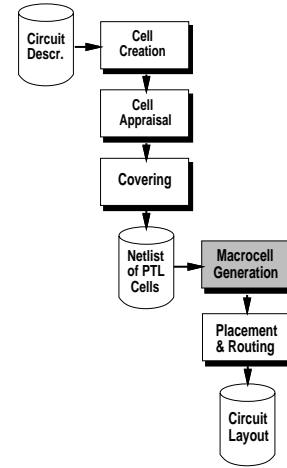 Circuit
Descr.
Cell
Creation
Cell
Appraisal
Covering
Netlist
of PTL
Cells
Macrocell
Generation
Placement
& Routing
Circuit
Layout